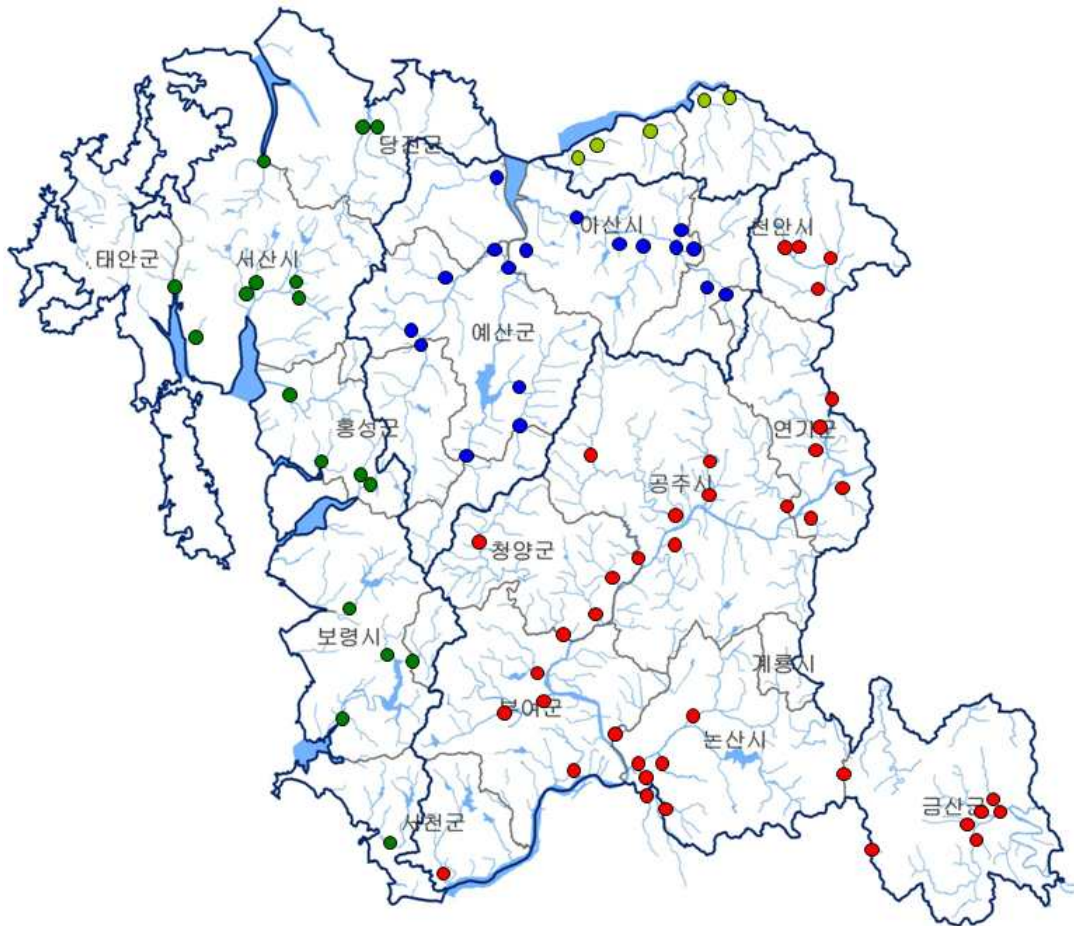 당진군
아산시
천안시
태안군
서산시
예산군
홍성군
연기군
공주시
청양군
보령시
계룡시
부여군
논산시
금산군
서천군